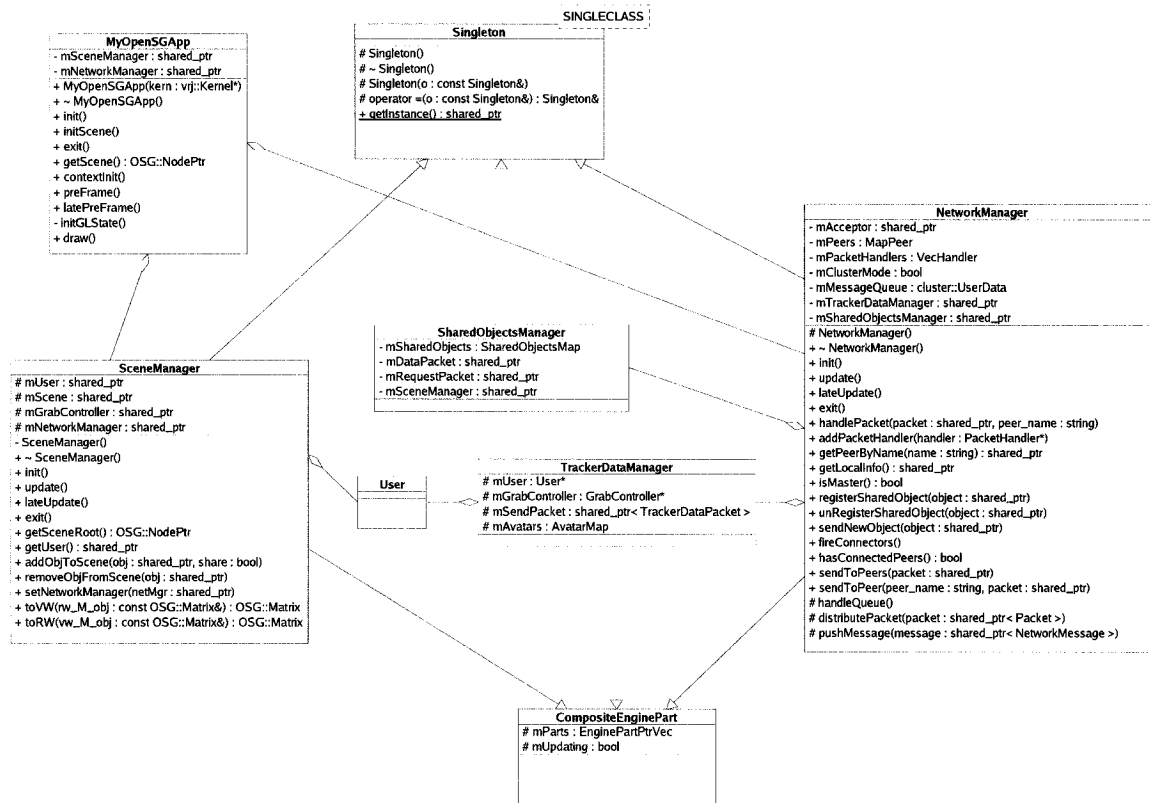 SINGLECLASS
MyOpenSGApp
- mSceneManager : shared_ptr
- mNetworkManager : shared_ptr
+ MyOpenSGApp(kern : vrj::Kernel*)
+ ~ MyOpenSGApp()
+ init()
+ initScene()
+ exit()
+ getScene() : OSG::NodePtr
+ contextInit()
+ preFrame()
+ latePreFrame()
- initGLState()
+ draw()
Singleton
# Singleton()
# ~ Singleton()
# Singleton(o : const Singleton&)
# operator =(o : const Singleton&) : Singleton&
+ getInstance() : shared_ptr
NetworkManager
- mAcceptor : shared_ptr
- mPeers : MapPeer
- mPacketHandlers : VecHandler
- mClusterMode : bool
- mMessageQueue : cluster::UserData
- mTrackerDataManager : shared_ptr
- mSharedObjectsManager : shared_ptr
# NetworkManager()
+ ~ NetworkManager()
+ init()
+ update()
+ lateUpdate()
+ exit()
+ handlePacket(packet : shared_ptr, peer_name : string)
+ addPacketHandler(handler : PacketHandler*)
+ getPeerByName(name : string) : shared_ptr
+ getLocalInfo() : shared_ptr
+ isMaster() : bool
+ registerSharedObject(object : shared_ptr)
+ unRegisterSharedObject(object : shared_ptr)
+ sendNewObject(object : shared_ptr)
+ fireConnectors()
+ hasConnectedPeers() : bool
+ sendToPeers(packet : shared_ptr)
+ sendToPeer(peer_name : string, packet : shared_ptr)
# handleQueue()
# distributePacket(packet : shared_ptr< Packet >)
# pushMessage(message : shared_ptr< NetworkMessage >)
SharedObjectsManager
- mSharedObjects : SharedObjectsMap
- mDataPacket : shared_ptr
- mRequestPacket : shared_ptr
- mSceneManager : shared_ptr
SceneManager
# mUser : shared_ptr
# mScene : shared_ptr
# mGrabController : shared_ptr
# mNetworkManager : shared_ptr
- SceneManager()
+ ~ SceneManager()
+ init()
+ update()
+ lateUpdate()
+ exit()
+ getSceneRoot() : OSG::NodePtr
+ getUser() : shared_ptr
+ addObjToScene(obj : shared_ptr, share : bool)
+ removeObjFromScene(obj : shared_ptr)
+ setNetworkManager(netMgr : shared_ptr)
+ toVW(rw_M_obj : const OSG::Matrix&) : OSG::Matrix
+ toRW(vw_M_obj : const OSG::Matrix&) : OSG::Matrix
User
TrackerDataManager
# mUser : User*
# mGrabController : GrabController*
# mSendPacket : shared_ptr< TrackerDataPacket >
# mAvatars : AvatarMap
CompositeEnginePart
# mParts : EnginePartPtrVec
# mUpdating : bool